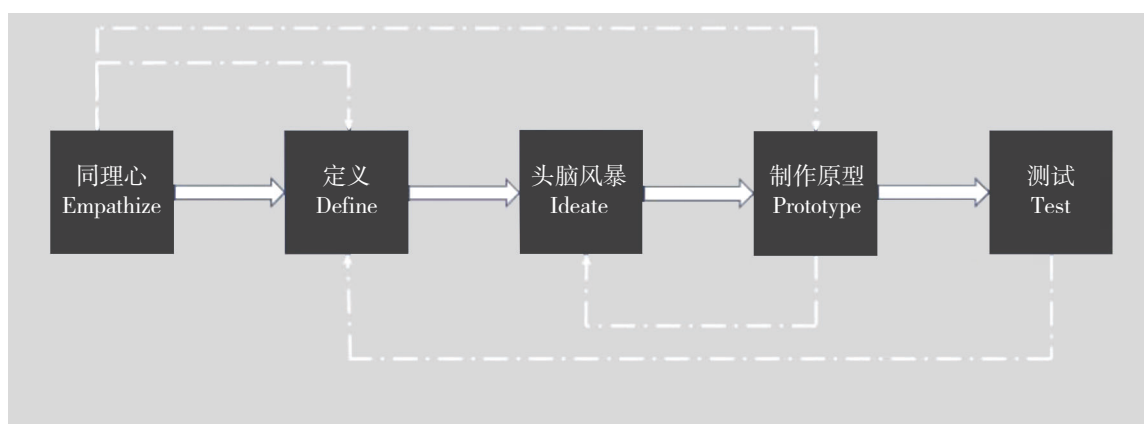 同理心
Empathize
定义
Define
头脑风暴
Ideate
制作原型
Prototype
测试
Test